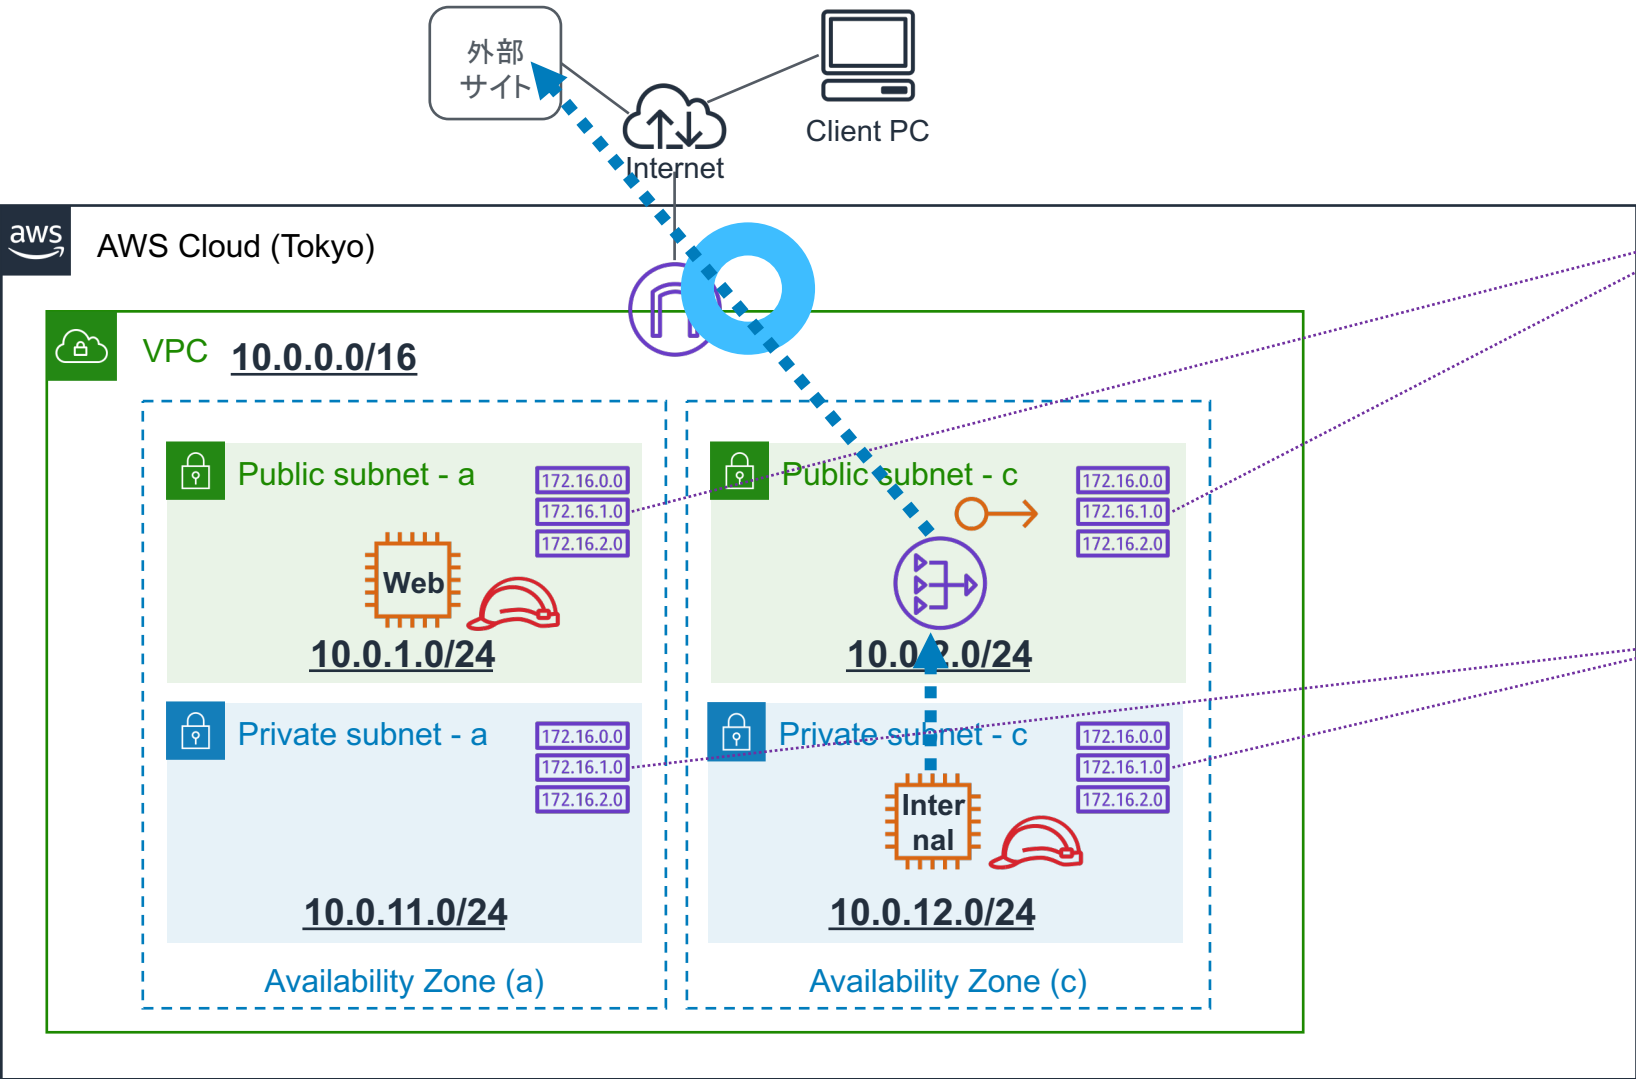 外部
サイト
Client PC
Internet
aws
AWS Cloud (Tokyo)
VPC 10.0.0.0/16
Public subnet - a
172.16.0.0
172.16.1.0
172.16.2.0
Web
10.0.1.0/24
Public subnet - c
172.16.0.0
172.16.1.0
172.16.2.0
10.0.2.0/24
Private subnet - a
172.16.0.0
172.16.1.0
172.16.2.0
10.0.11.0/24
Private subnet - c
172.16.0.0
172.16.1.0
172.16.2.0
Inter
nal
10.0.12.0/24
Availability Zone (a)
Availability Zone (c)